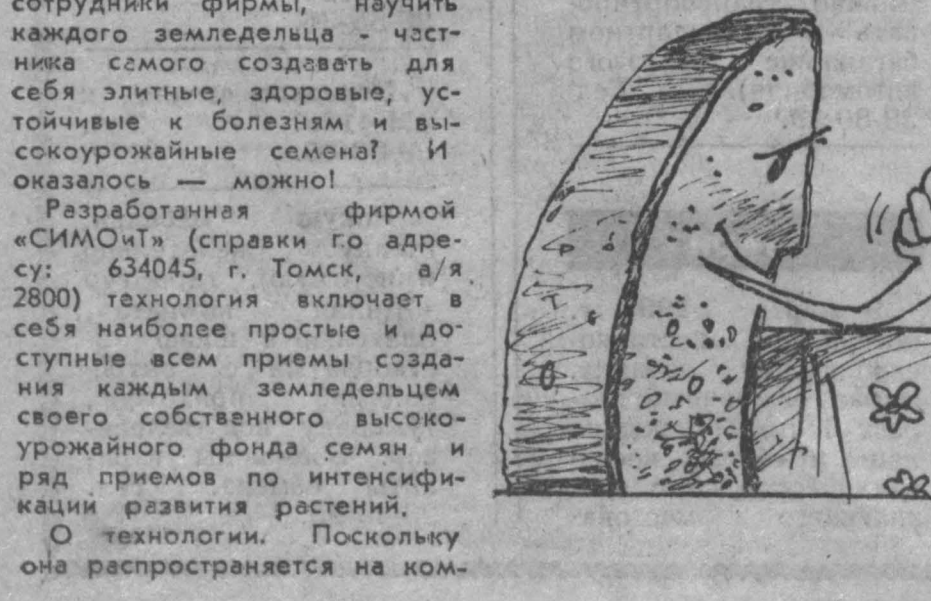 сотрудники фирмы, научить
каждого земледельца - част-
ника самого создавать для
себя элитные, здоровые, ус-
тойчивые к болезням и вы-
сокоурожайные семена? И
оказалось — можно!
Разработанная фирмой
«СИМОиТ» (справки по адре-
су: 634045, г. Томск, а/я
2800) технология включает в
себя наиболее простые и до-
ступные всем приемы созда-
ния каждым земледельцем
своего собственного высоко-
урожайного фонда семян и
ряд приемов по интенсифи-
кации развития растений.
О технологии. Поскольку
она распространяется на ком-